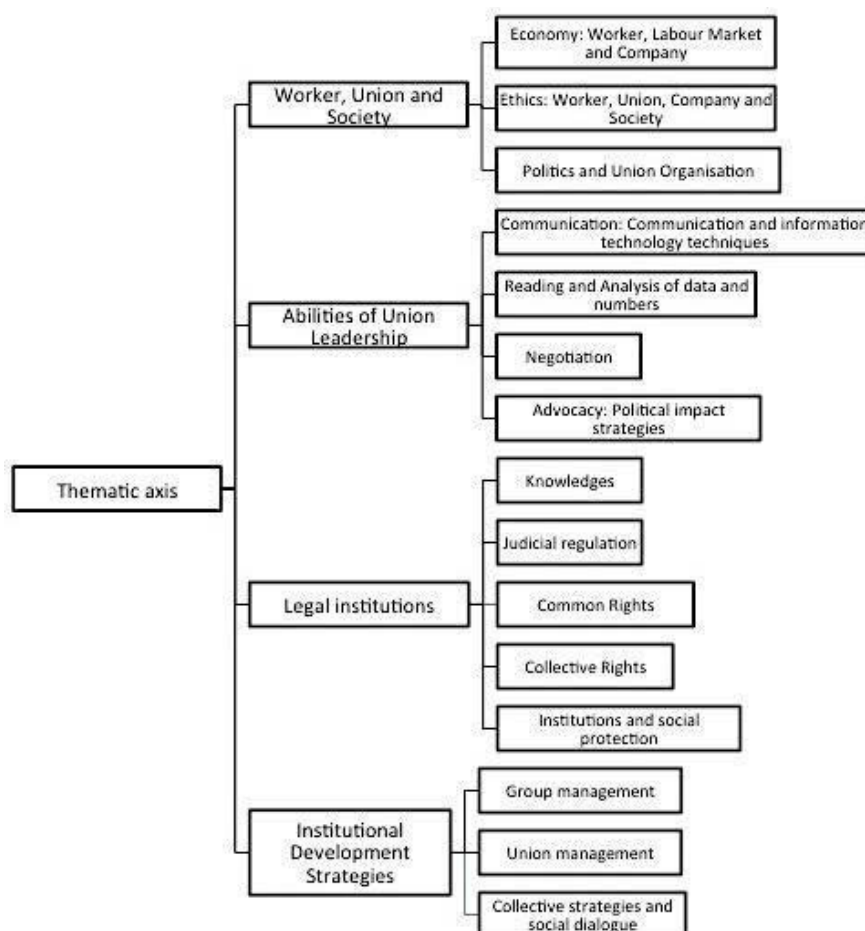 Thematic axis
Worker, Union and
Society
Economy: Worker, Labour Market
and Company
Ethics: Worker, Union, Company and
Society
Politics and Union Organisation
Abilities of Union
Leadership
Communication: Communication and information
technology techniques
Reading and Analysis of data and
numbers
Negotiation
Advocacy: Political impact
strategies
Legal institutions
Knowledges
Judicial regulation
Common Rights
Collective Rights
Institutions and social
protection
Institutional
Development
Strategies
Group management
Union management
Collective strategies and
social dialogue